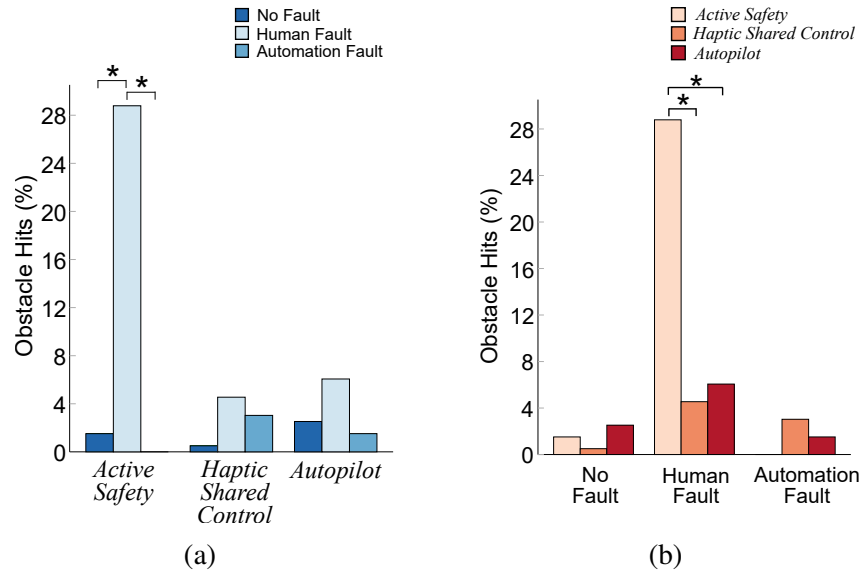 No Fault
Human Fault
Automation Fault
*
*
Obstacle Hits (%)
28
24
20
16
12
8
4
0
Active Safety
Haptic Shared Control
Autopilot
(a)
Active Safety
Haptic Shared Control
Autopilot
*
*
Obstacle Hits (%)
28
24
20
16
12
8
4
0
No Fault
Human Fault
Automation Fault
(b)